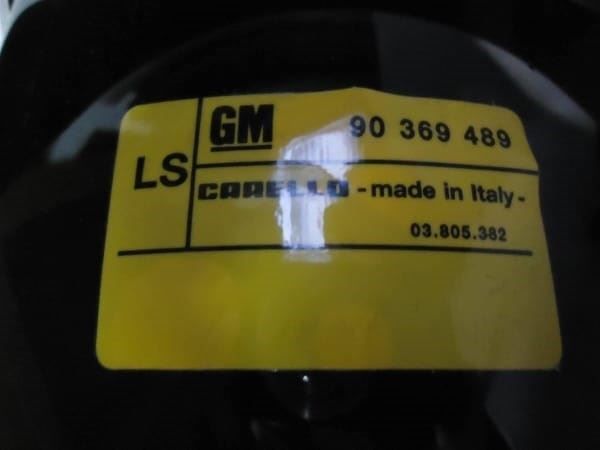 LS
GM 90 369 489
CARELLO - made in Italy -
03.805.382